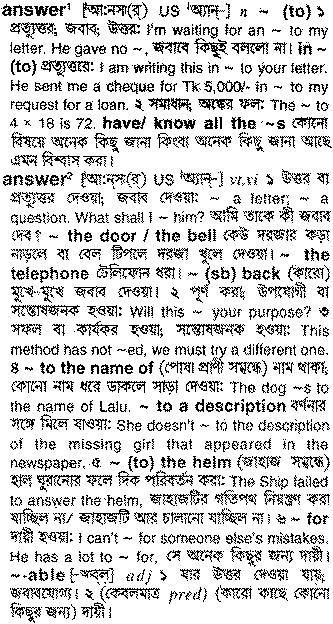 answer¹ [আ:নসা(র্) US 'অ্যান্-] n ~ (to) ১
প্রত্যুত্তর, জবাব, উত্তর: I'm waiting for an ~ to my
letter. He gave no ~, জবাবে কিছুই বললো না। in ~
(to) প্রত্যুত্তরে: I am writing this in ~ to your letter.
He sent me a cheque for Tk 5,000/- in ~ to my
request for a loan. ২ সমাধান; অঙ্কের ফল: The ~ to
4 × 18 is 72. have/ know all the ~s কোনো
বিষয়ে অনেক কিছু জানা কিংবা অনেক কিছু জানা আছে
এমন বিশ্বাস করা।
answer² [আ:নসা(র্) US 'অ্যান্-] vt,vi ১ উত্তর বা
প্রত্যুত্তর দেওয়া; জবাব দেওয়া: ~ a letter; ~ a
question. What shall I ~ him? আমি তাকে কী জবাব
দেব? ~ the door / the bell কেউ দরজার কড়া
নাড়লে বা বেল টিপলে দরজা খুলে দেওয়া। ~ the
telephone টেলিফোন ধরা। ~ (sb) back (কারো)
মুখে-মুখে জবাব দেওয়া। ২ পূর্ণ করা; উপযোগী বা
সন্তোষজনক হওয়া: Will this ~ your purpose? ৩
সফল বা কার্যকর হওয়া; সন্তোষজনক হওয়া: This
method has not ~ed, we must try a different one.
৪ ~ to the name of (পোষা প্রাণী সম্বন্ধে) নাম থাকা;
কোনো নাম ধরে ডাকলে সাড়া দেওয়া: The dog ~s to
the name of Lalu. ~ to a description বর্ণনার
সঙ্গে মিলে যাওয়া: She doesn't ~ to the description
of the missing girl that appeared in the
newspaper. ৫ ~ (to) the helm (জাহাজ সম্বন্ধে)
হাল ঘুরানোর ফলে দিক পরিবর্তন করা: The Ship failed
to answer the helm, জাহাজটির গতিপথ নিয়ন্ত্রণ করা
যাচ্ছিল না/ জাহাজটি আর চালানো যাচ্ছিল না। ৬ ~ for
দায়ী হওয়া: I can't ~ for someone else's mistakes.
He has a lot to ~ for, সে অনেক কিছুর জন্য দায়ী।
~·able [-অব্‌ল্] adj ১ যার উত্তর দেওয়া যায়;
জবাবযোগ্য। ২ (কেবলমাত্র pred) (কারো কাছে কোনো
কিছুর জন্য) দায়ী।